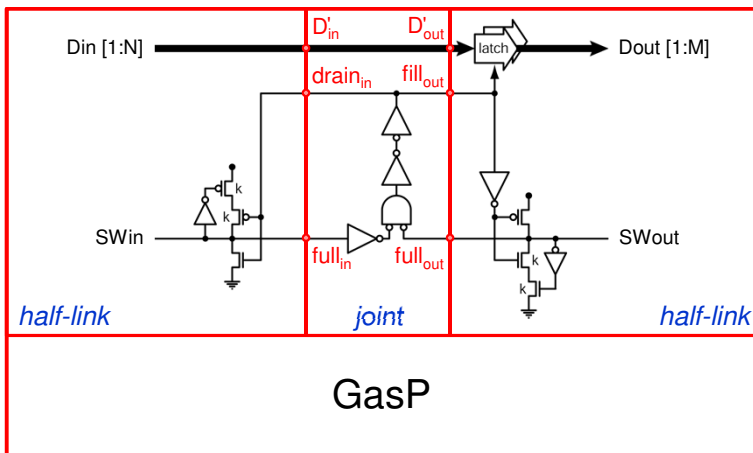 Din [1:N]
D'in
D'out
latch
Dout [1:M]
drainin
fillout
k
k
SWin
fullin
fullout
SWout
k
k
half-link
joint
half-link
GasP